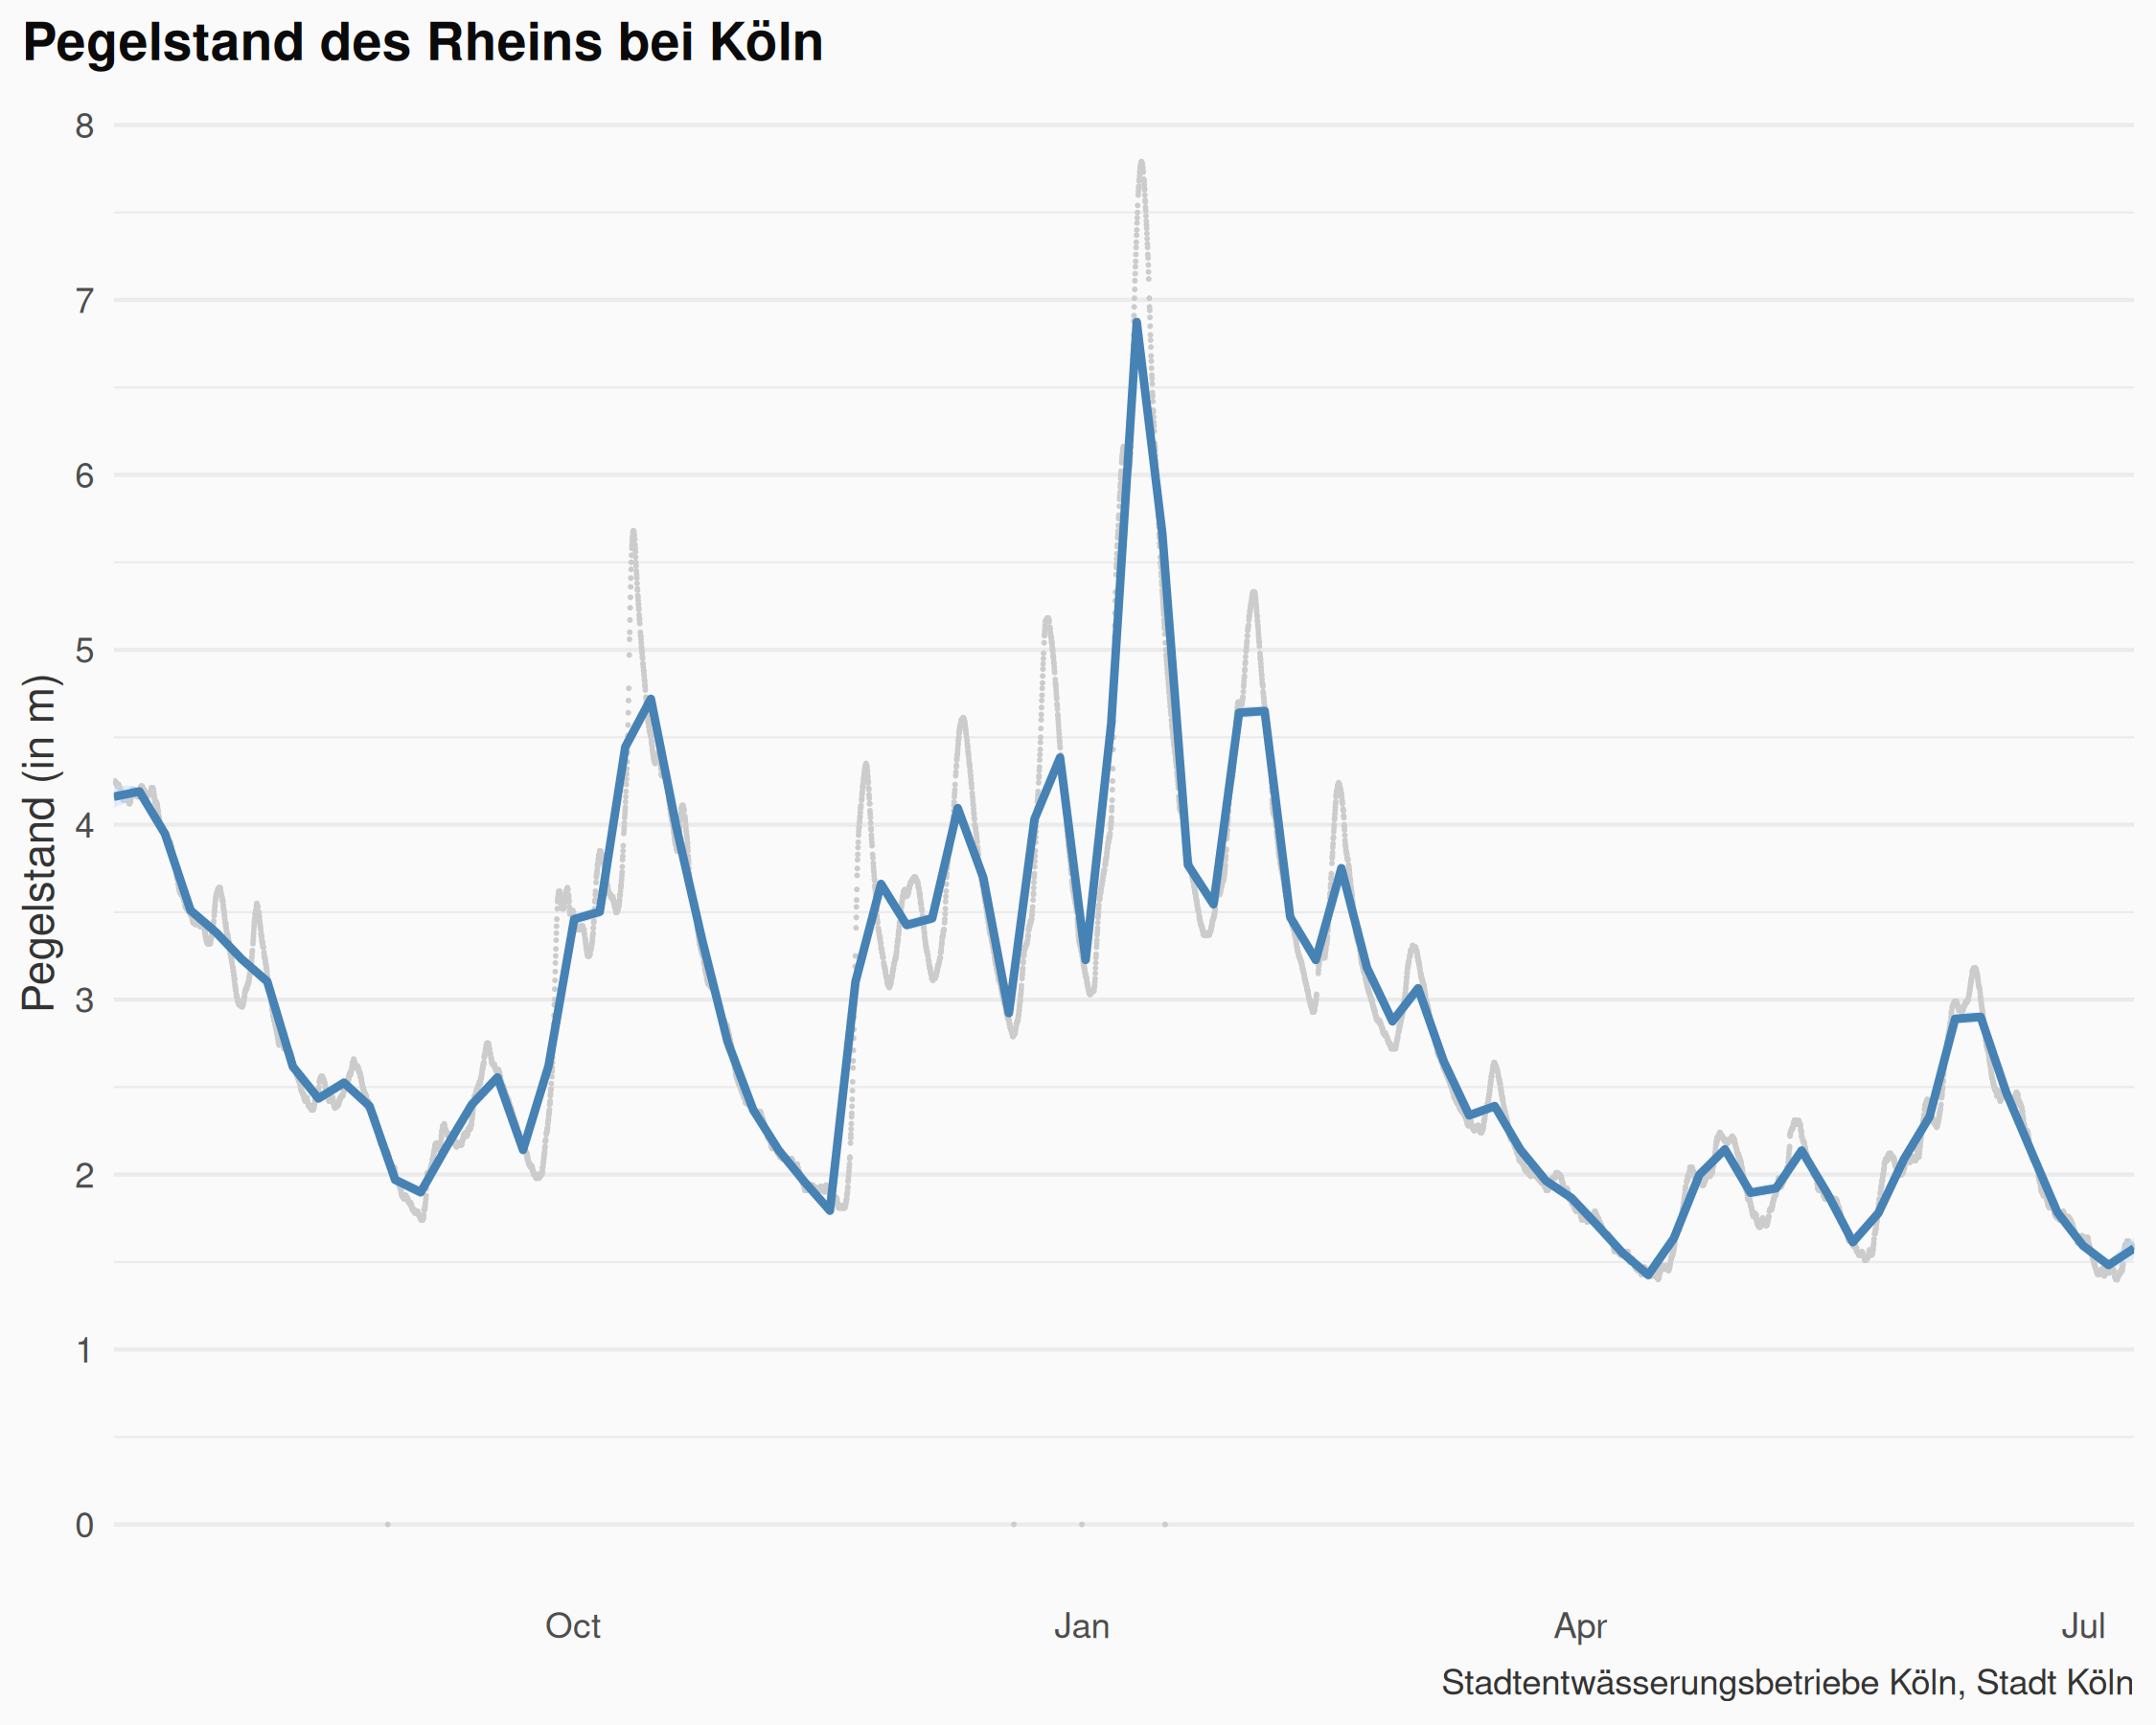 Pegelstand des Rheins bei Köln
8
7
6
5
4
3
2
1
0
Pegelstand (in m)
Oct Jan Apr Jul
Stadtentwässerungsbetriebe Köln, Stadt Köln